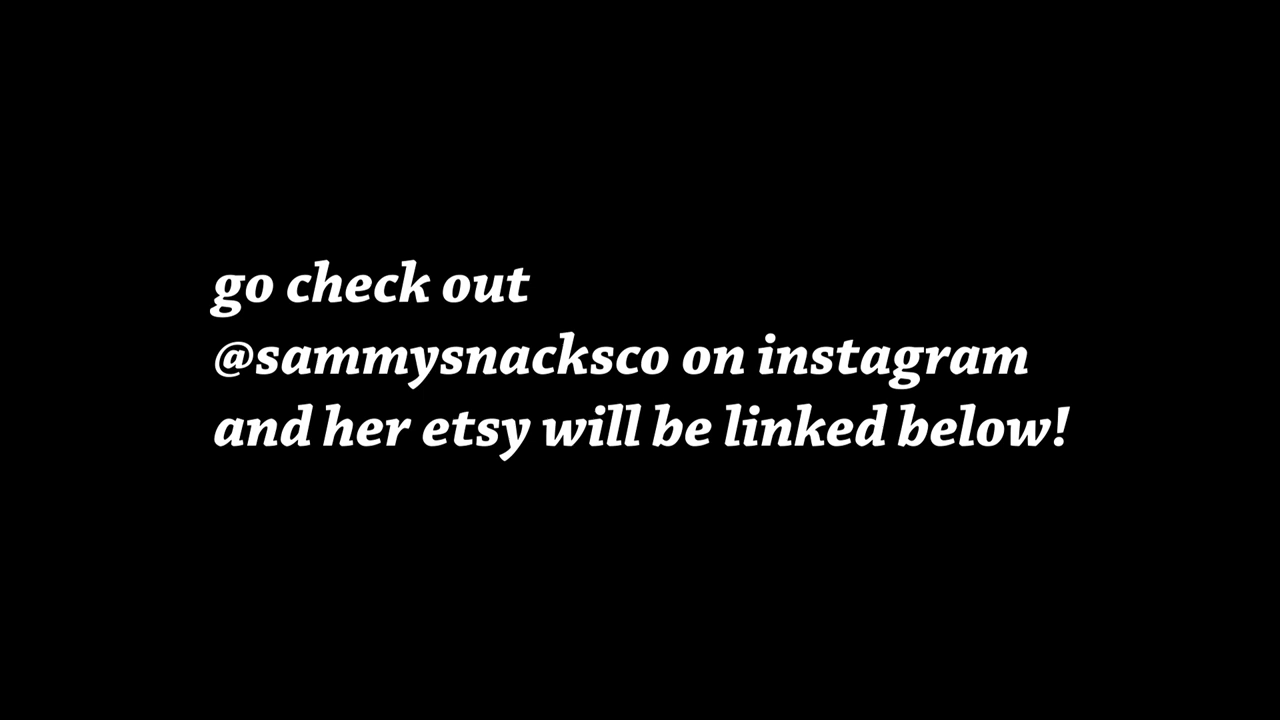 go check out
@sammysnacksco on instagram
and her etsy will be linked below!